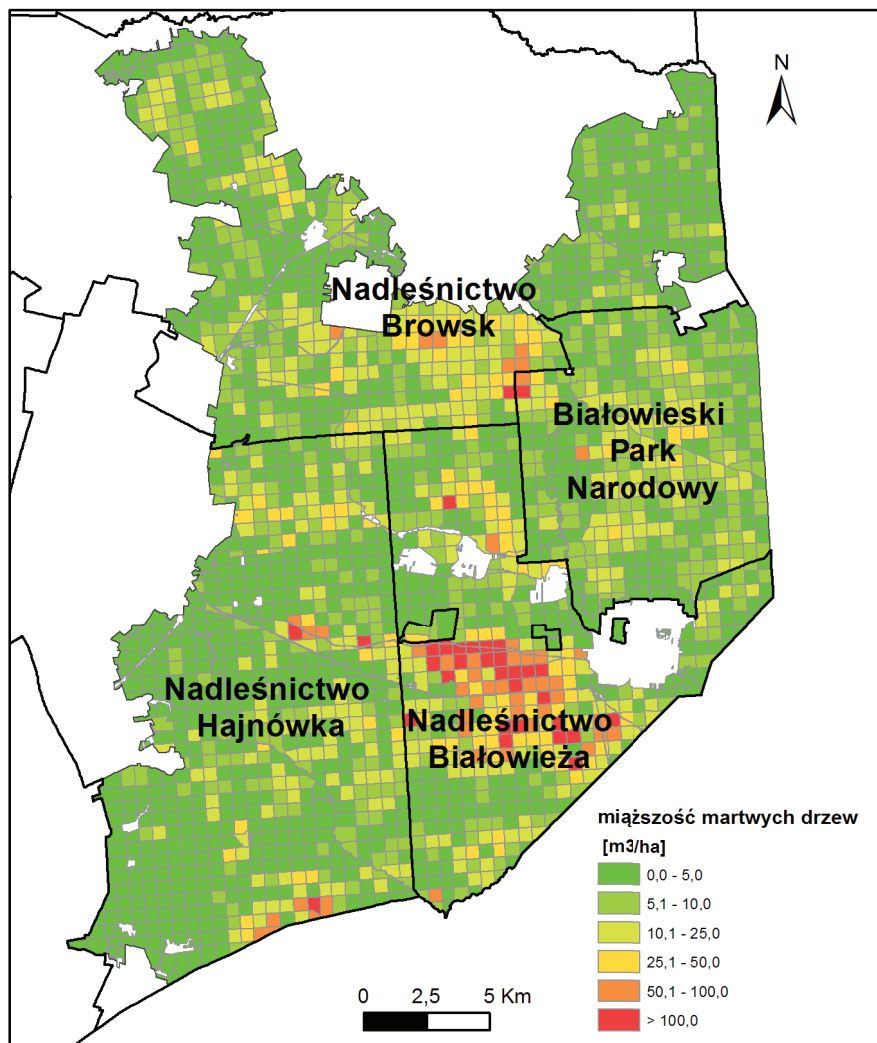 N
Nadleśnictwo
Browsk
Białowieski
Park
Narodowy
Nadleśnictwo
Hajnówka
Nadleśnictwo
Białowieża
miąższość martwych drzew
[m3/ha]
0,0 - 5,0
5,1 - 10,0
10,1 - 25,0
25,1 - 50,0
50,1 - 100,0
> 100,0
0 2,5 5 Km